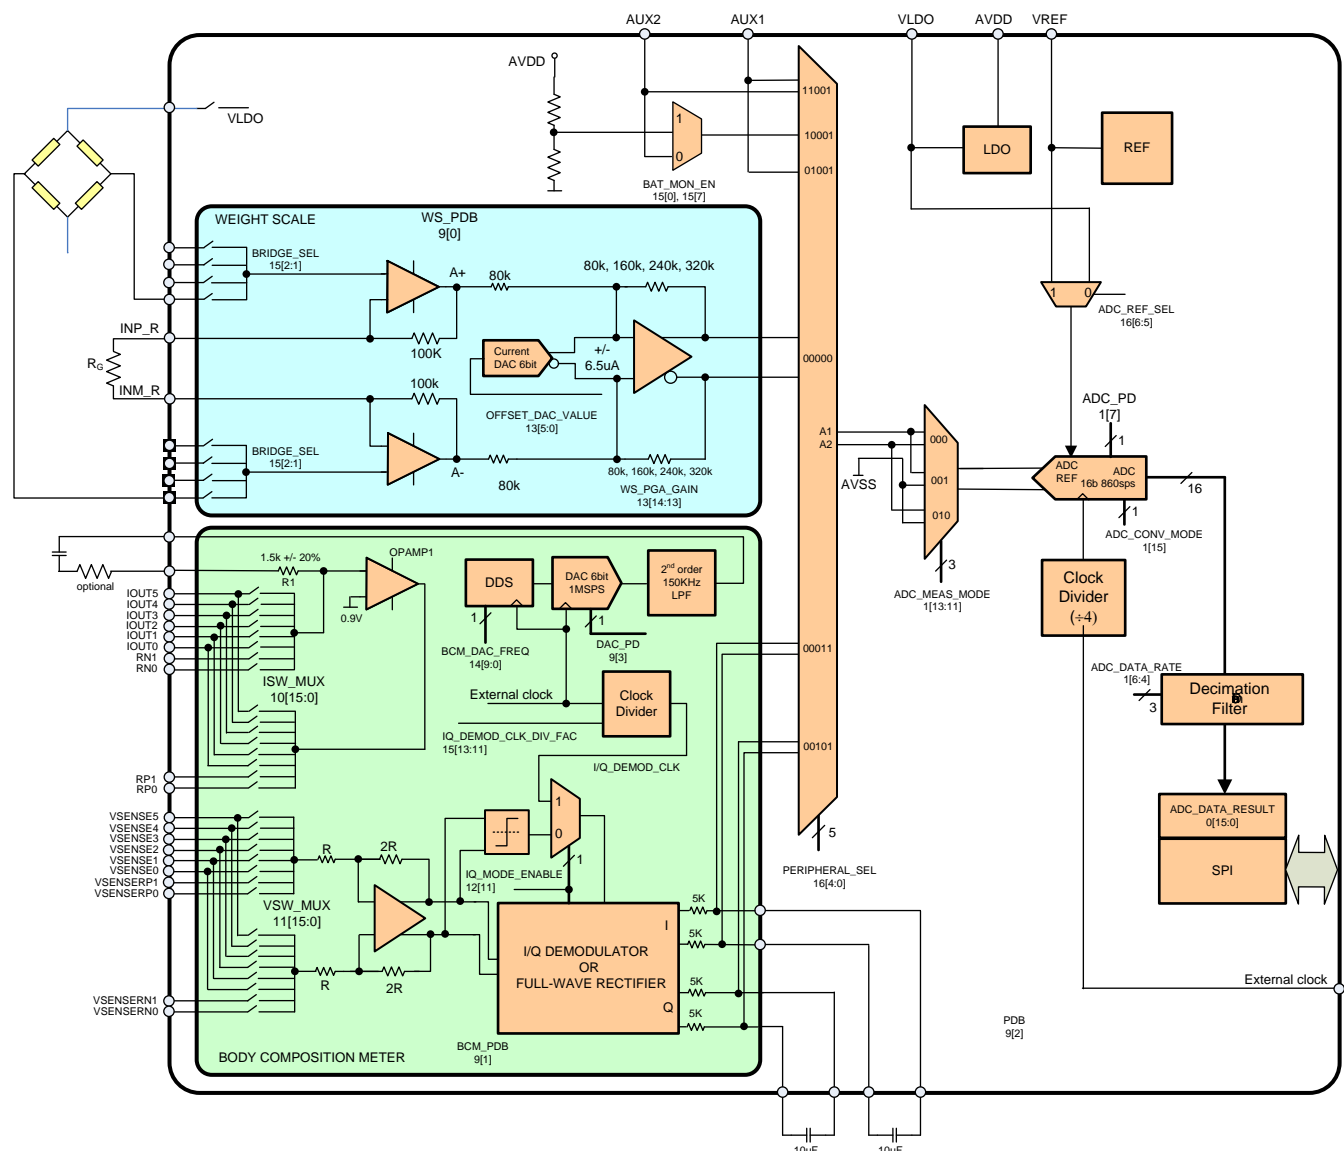 AUX2
AUX1
VLDO
AVDD
VREF
AVDD
VLDO
1
0
BAT_MON_EN
15[0], 15[7]
11001
10001
01001
LDO
REF
WEIGHT SCALE
WS_PDB
9[0]
BRIDGE_SEL
15[2:1]
A+
80k
80k, 160k, 240k, 320k
1
0
ADC_REF_SEL
16[6:5]
INP_R
100K
RG
Current
DAC 6bit
+/-
6.5uA
00000
INM_R
100k
OFFSET_DAC_VALUE
13[5:0]
ADC_PD
1[7]
1
BRIDGE_SEL
15[2:1]
A-
80k
80k, 160k, 240k, 320k
WS_PGA_GAIN
13[14:13]
A1
A2
AVSS
000
001
010
3
ADC_MEAS_MODE
1[13:11]
ADC
REF
ADC
16b 860sps
16
1
ADC_CONV_MODE
1[15]
optional
1.5k +/- 20%
R1
OPAMP1
0.9V
DDS
DAC 6bit
1MSPS
2nd order
150KHz
LPF
Clock
Divider
(÷4)
IOUT5
IOUT4
IOUT3
IOUT2
IOUT1
IOUT0
RN1
RN0
1
BCM_DAC_FREQ
14[9:0]
1
DAC_PD
9[3]
00011
ISW_MUX
10[15:0]
External clock
Clock
Divider
IQ_DEMOD_CLK_DIV_FAC
15[13:11]
ADC_DATA_RATE
1[6:4]
3
Decimation
Filter
00101
I/Q_DEMOD_CLK
RP1
RP0
VSENSE5
VSENSE4
VSENSE3
VSENSE2
VSENSE1
VSENSE0
VSENSERP1
VSENSERP0
1
0
1
5
PERIPHERAL_SEL
16[4:0]
ADC_DATA_RESULT
0[15:0]
SPI
R
2R
IQ_MODE_ENABLE
12[11]
VSW_MUX
11[15:0]
5K
I
5K
I/Q DEMODULATOR
OR
FULL-WAVE RECTIFIER
5K
Q
5K
R
2R
VSENSERN1
VSENSERN0
External clock
PDB
9[2]
BCM_PDB
9[1]
BODY COMPOSITION METER
10uF
10uF